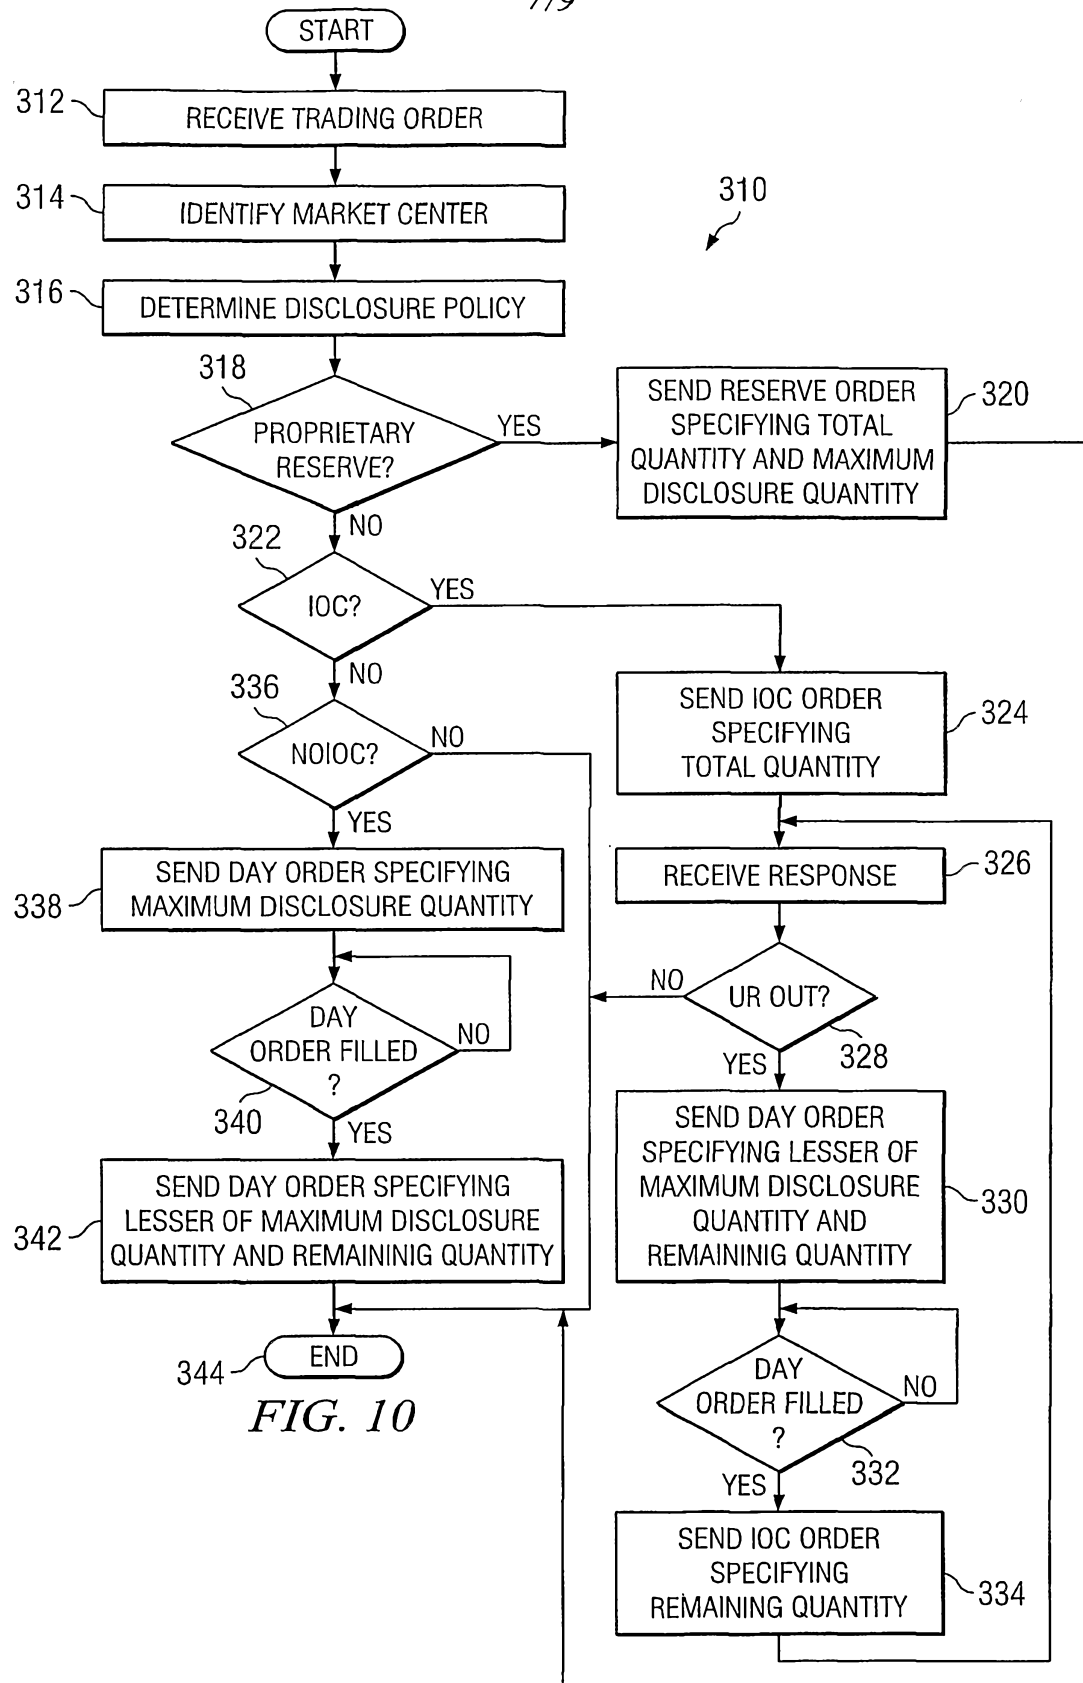 7/9
START
312
RECEIVE TRADING ORDER
314
IDENTIFY MARKET CENTER
310
316
DETERMINE DISCLOSURE POLICY
318
PROPRIETARY
RESERVE?
YES
SEND RESERVE ORDER
SPECIFYING TOTAL
QUANTITY AND MAXIMUM
DISCLOSURE QUANTITY
320
NO
322
IOC?
YES
NO
336
NOIOC?
NO
SEND IOC ORDER
SPECIFYING
TOTAL QUANTITY
324
YES
338
SEND DAY ORDER SPECIFYING
MAXIMUM DISCLOSURE QUANTITY
RECEIVE RESPONSE
326
DAY
ORDER FILLED
?
NO
340
YES
UR OUT?
NO
328
YES
342
SEND DAY ORDER SPECIFYING
LESSER OF MAXIMUM DISCLOSURE
QUANTITY AND REMAINING QUANTITY
SEND DAY ORDER
SPECIFYING LESSER OF
MAXIMUM DISCLOSURE
QUANTITY AND
REMAINING QUANTITY
330
344
END
DAY
ORDER FILLED
?
NO
332
YES
FIG. 10
SEND IOC ORDER
SPECIFYING
REMAINING QUANTITY
334